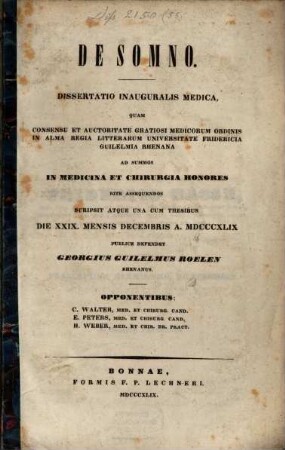 DE SOMNO.
DISSERTATIO INAUGURALIS MEDICA,
QUAM
CONSENSU ET AUCTORITATE GRATIOSI MEDICORUM ORDINIS
IN ALMA REGIA LITTERARUM UNIVERSITATE FRIDERICIA
GUILELMIA RHENANA
AD SUMMOS
IN MEDICINA ET CHIRURGIA HONORES
RITE ASSEQUENDOS
SCRIPSIT ATQUE UNA CUM THESIBUS
DIE XXIX. MENSIS DECEMBRIS A. MDCCCXLIX
PUBLICE DEFENDET
GEORGIUS GUILELMUS ROELEN
RHENANUS.
OPPONENTIBUS:
C. WALTER, MED. ET CHIRURG. CAND.
E. PETERS, MED. ET CHIRURG. CAND.
H. WEBER, MED. ET CHIR. DR. PRACT.
BONNAE,
FORMIS F. P. LECHNERI.
MDCCCXLIX.